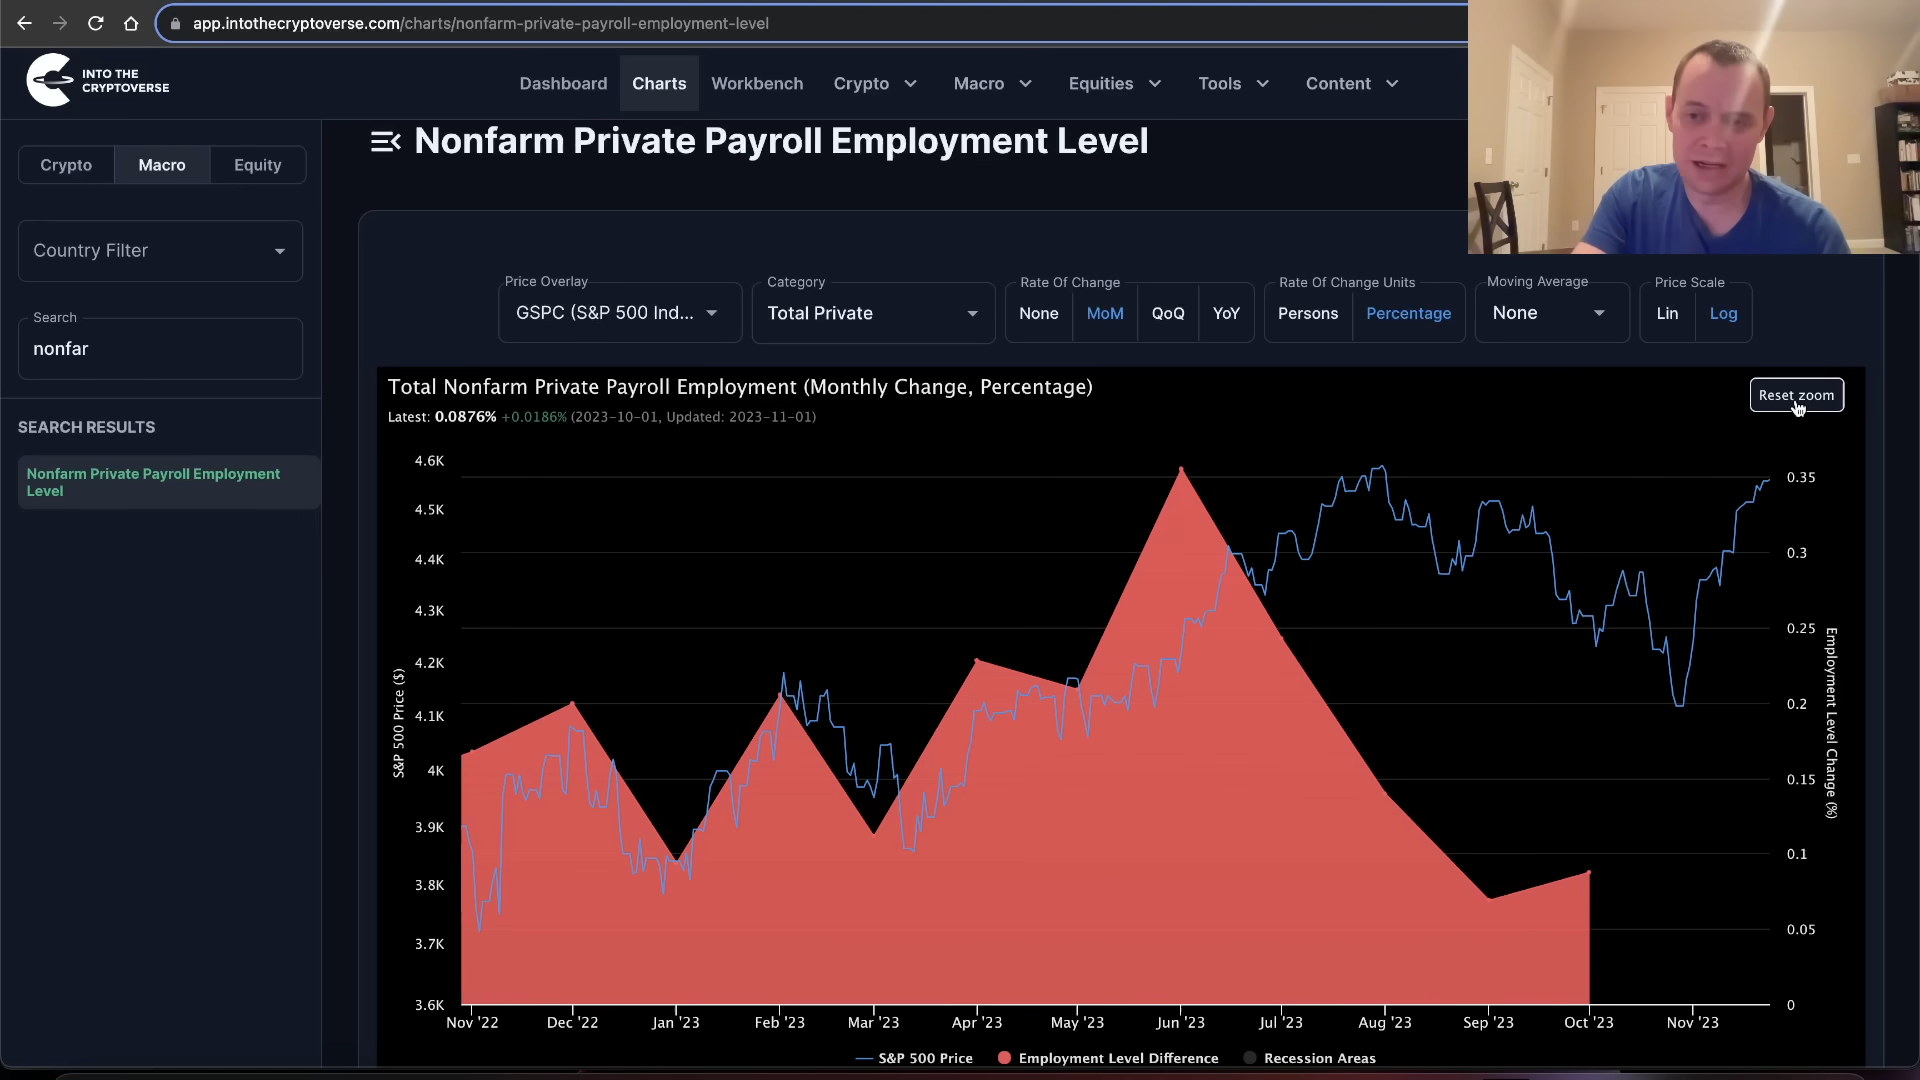 app.intothecryptoverse.com/charts/nonfarm-private-payroll-employment-level
INTO THE
CRYPTOVERSE
Dashboard
Charts
Workbench
Crypto
Macro
Equities
Tools
Content
Crypto
Macro
Equity
Country Filter
Search
nonfar
SEARCH RESULTS
Nonfarm Private Payroll Employment
Level
Nonfarm Private Payroll Employment Level
Price Overlay
GSPC (S&P 500 Ind...
Category
Total Private
Rate Of Change
None
MoM
QoQ
YoY
Rate Of Change Units
Persons
Percentage
Moving Average
None
Price Scale
Lin
Log
Total Nonfarm Private Payroll Employment (Monthly Change, Percentage)
Latest: 0.0876% +0.0186% (2023-10-01, Updated: 2023-11-01)
Reset zoom
4.6K
4.5K
4.4K
4.3K
4.2K
4.1K
4K
3.9K
3.8K
3.7K
3.6K
S&P 500 Price ($)
0.35
0.3
0.25
0.2
0.15
0.1
0.05
0
Employment Level Change (%)
Nov '22
Dec '22
Jan '23
Feb '23
Mar '23
Apr '23
May '23
Jun '23
Jul '23
Aug '23
Sep '23
Oct '23
Nov '23
S&P 500 Price
Employment Level Difference
Recession Areas